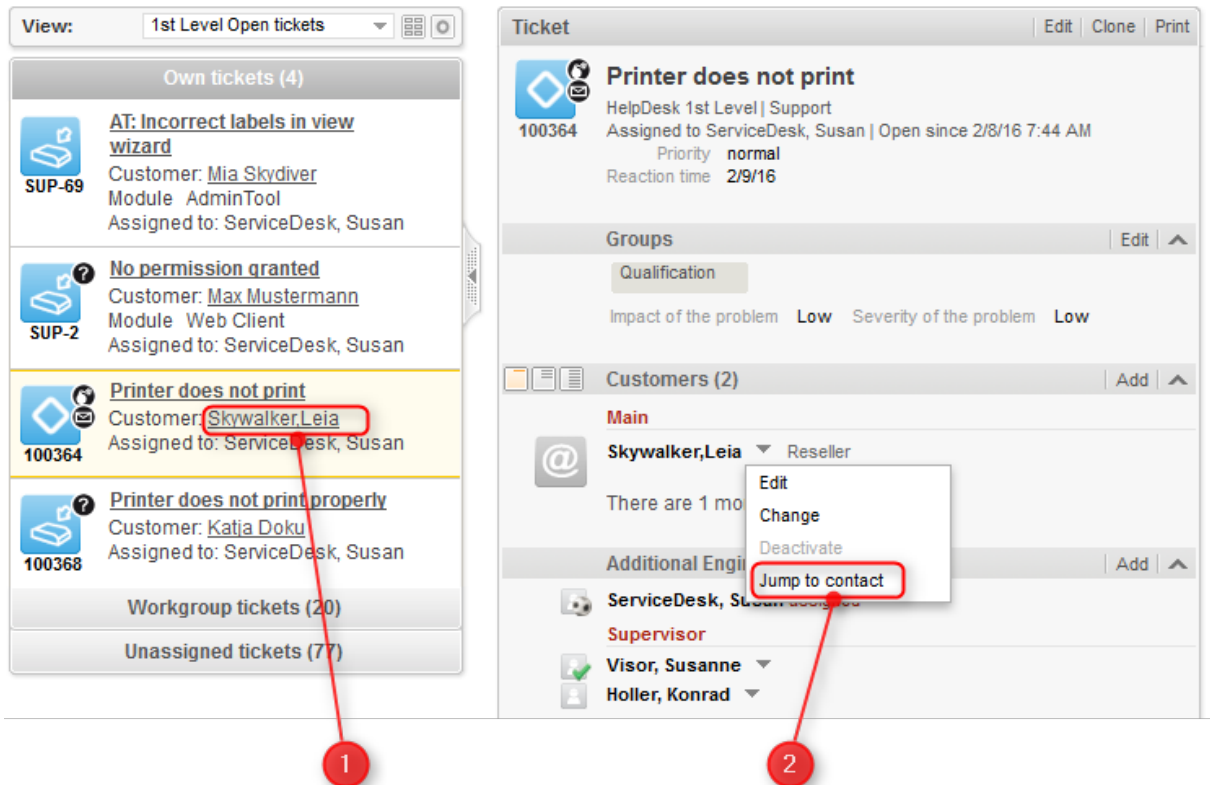 View: 1st Level Open tickets
Own tickets (4)
AT: Incorrect labels in view
wizard
Customer: Mia Skydiver
Module AdminTool
Assigned to: ServiceDesk, Susan
SUP-69
No permission granted
Customer: Max Mustermann
Module Web Client
Assigned to: ServiceDesk, Susan
SUP-2
Printer does not print
Customer: Skywalker,Leia
Assigned to: ServiceDesk, Susan
100364
Printer does not print properly
Customer: Katja Doku
Assigned to: ServiceDesk, Susan
100368
Workgroup tickets (20)
Unassigned tickets (77)
Ticket Edit Clone Print
Printer does not print
HelpDesk 1st Level | Support
100364
Assigned to ServiceDesk, Susan | Open since 2/8/16 7:44 AM
Priority normal
Reaction time 2/9/16
Groups Edit
Qualification
Impact of the problem Low Severity of the problem Low
Customers (2) Add
Main
@
Skywalker,Leia Reseller
There are 1
Edit
Change
Deactivate
Jump to contact
Additional Add
ServiceDesk, Susan assigned
Supervisor
Visor, Susanne
Holler, Konrad
1
2